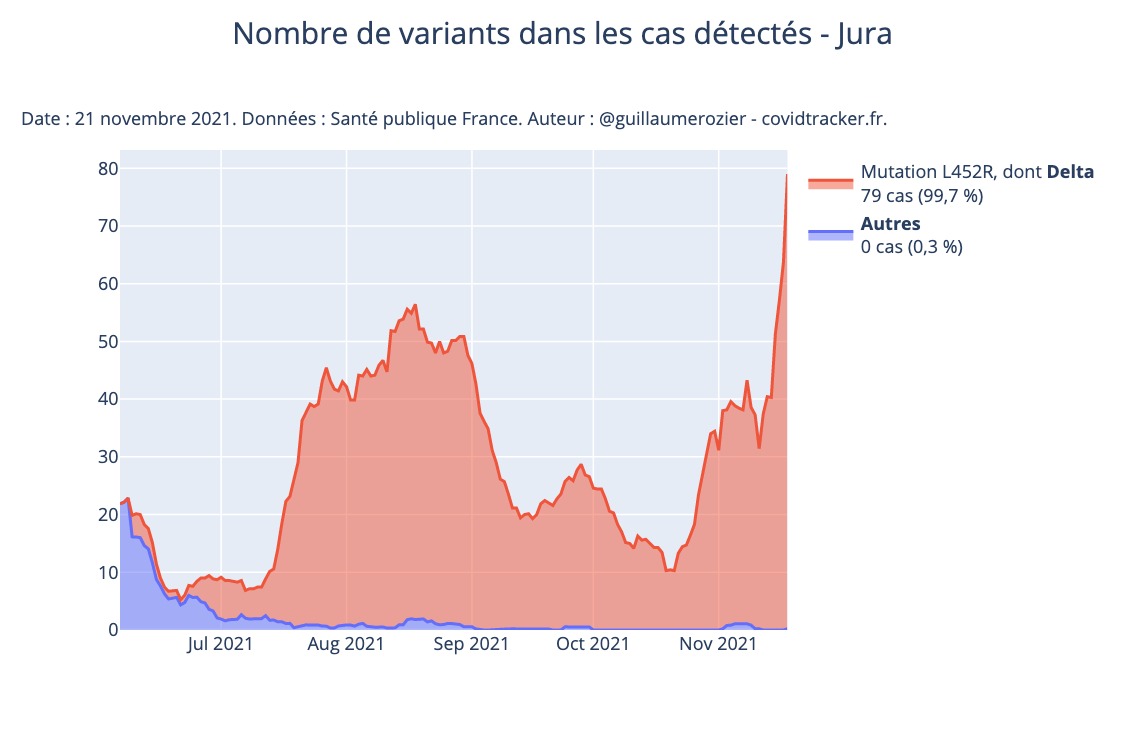 Nombre de variants dans les cas détectés - Jura
Date : 21 novembre 2021. Données : Santé publique France. Auteur : @guillaumerozier - covidtracker.fr.
80
70
60
50
40
30
20
10
0
Jul 2021
Aug 2021
Sep 2021
Oct 2021
Nov 2021
Mutation L452R, dont Delta
79 cas (99,7 %)
Autres
0 cas (0,3 %)